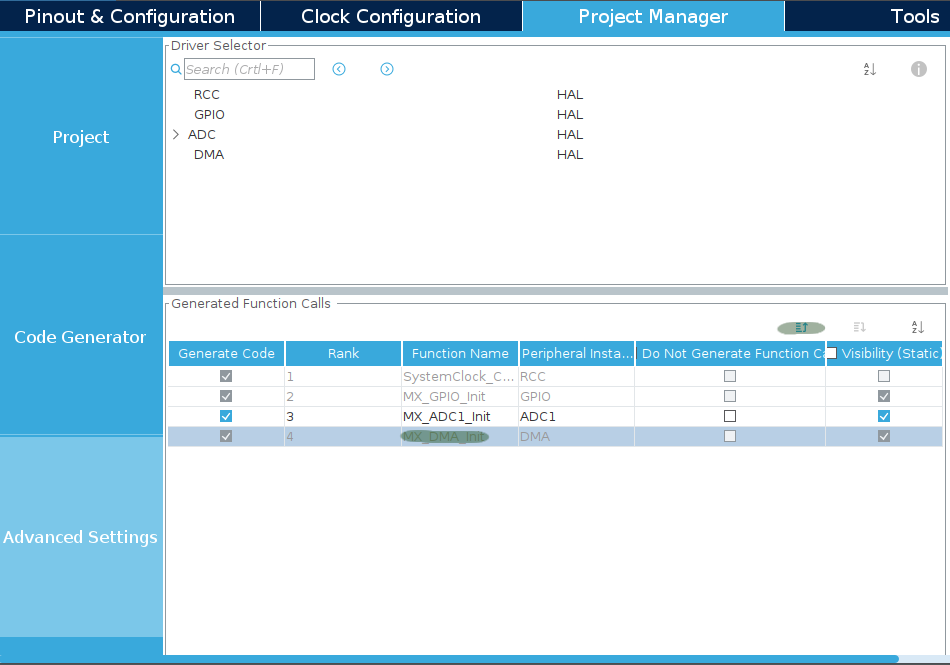 Pinout & Configuration Clock Configuration Project Manager Tools
Project
Code Generator
Advanced Settings
Driver Selector
Search (Crtl+F)
RCC HAL
GPIO HAL
ADC HAL
DMA HAL
Generated Function Calls
Generate Code Rank Function Name Peripheral Insta... Do Not Generate Function Ca Visibility (Static)
1 SystemClock_C... RCC
2 MX_GPIO_Init GPIO
3 MX_ADC1_Init ADC1
4 MX_DMA_Init DMA